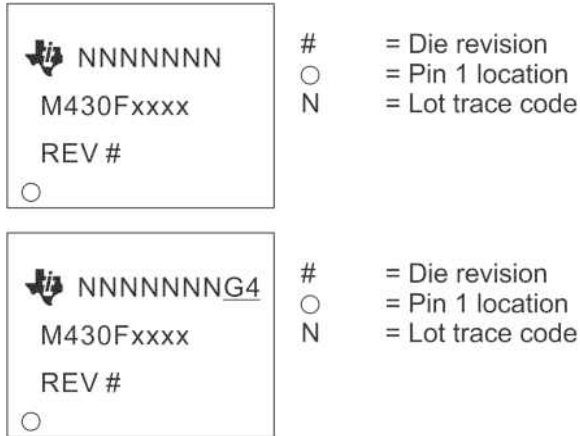 NNNNNNN
M430Fxxxx
REV #
# = Die revision
○ = Pin 1 location
N = Lot trace code
NNNNNNNG4
M430Fxxxx
REV #
# = Die revision
○ = Pin 1 location
N = Lot trace code